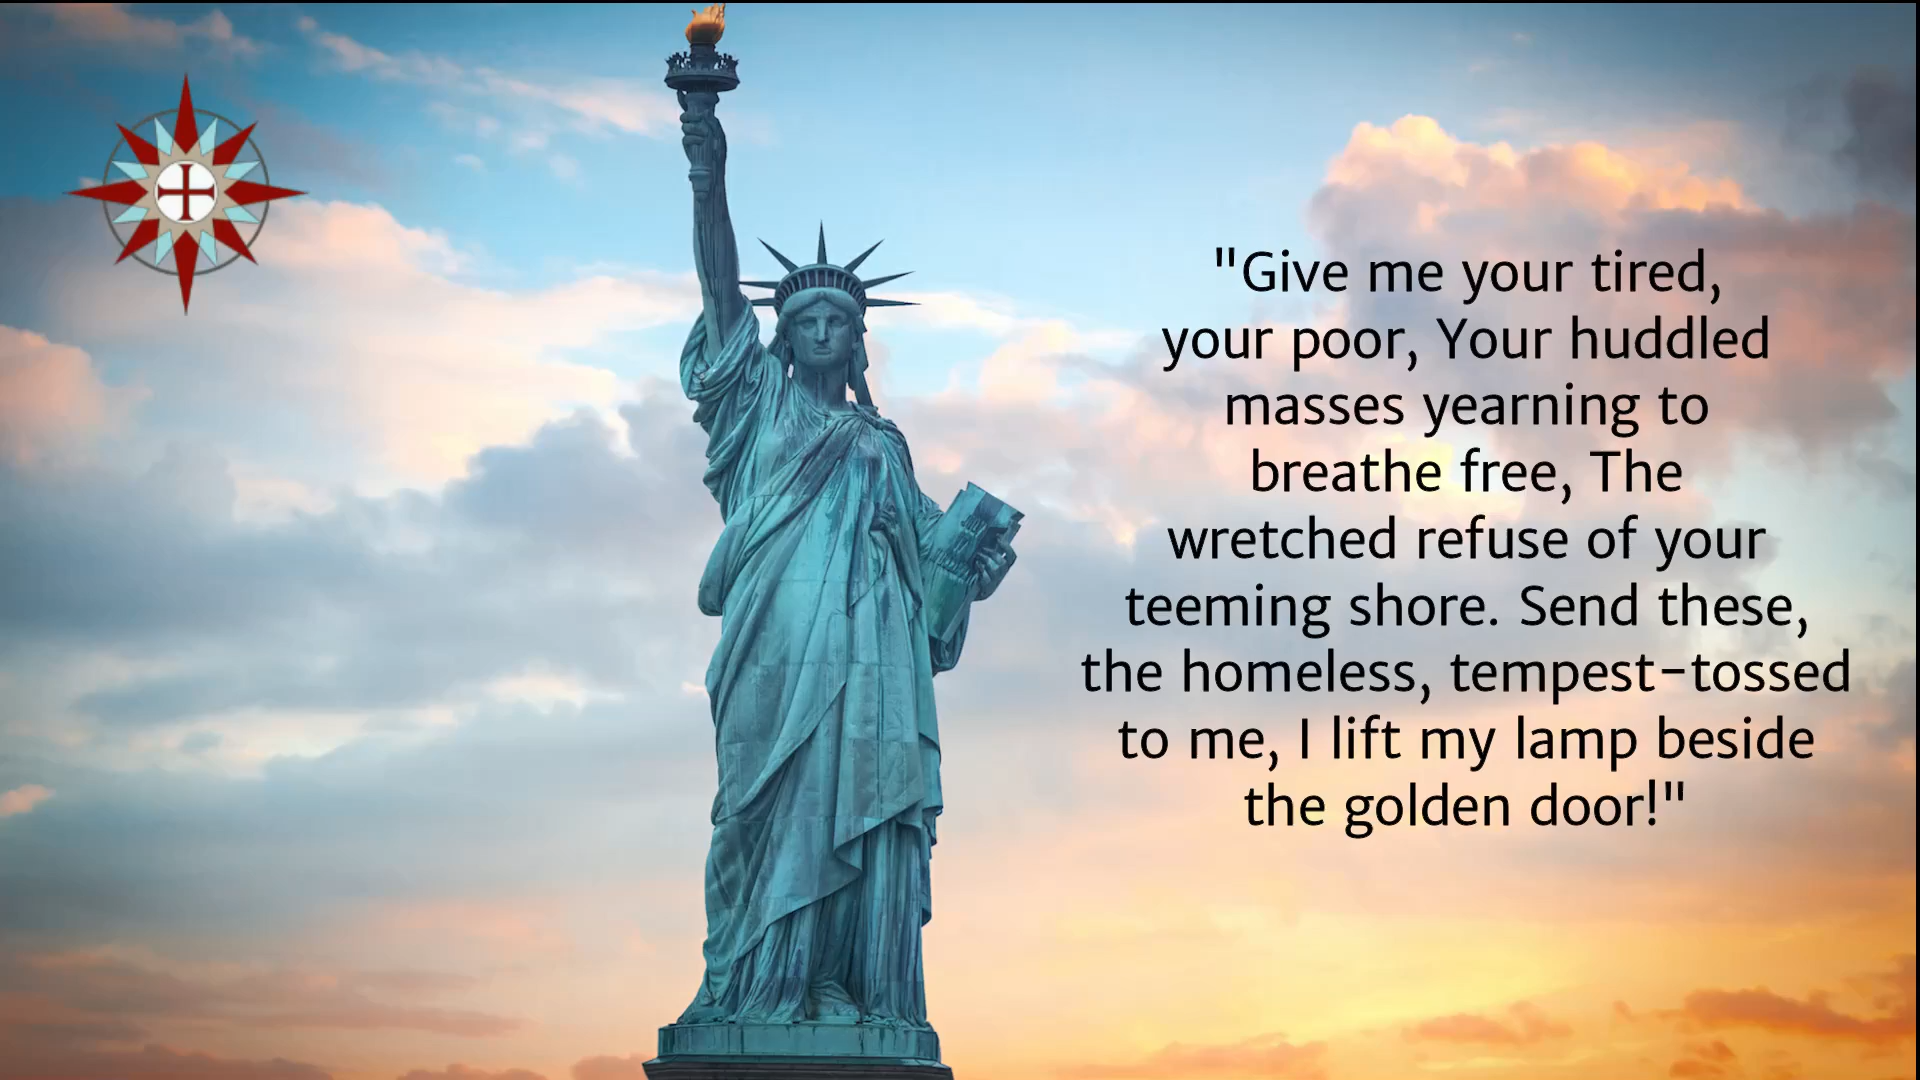 "Give me your tired,
your poor, Your huddled
masses yearning to
breathe free, The
wretched refuse of your
teeming shore. Send these,
the homeless, tempest-tossed
to me, I lift my lamp beside
the golden door!"